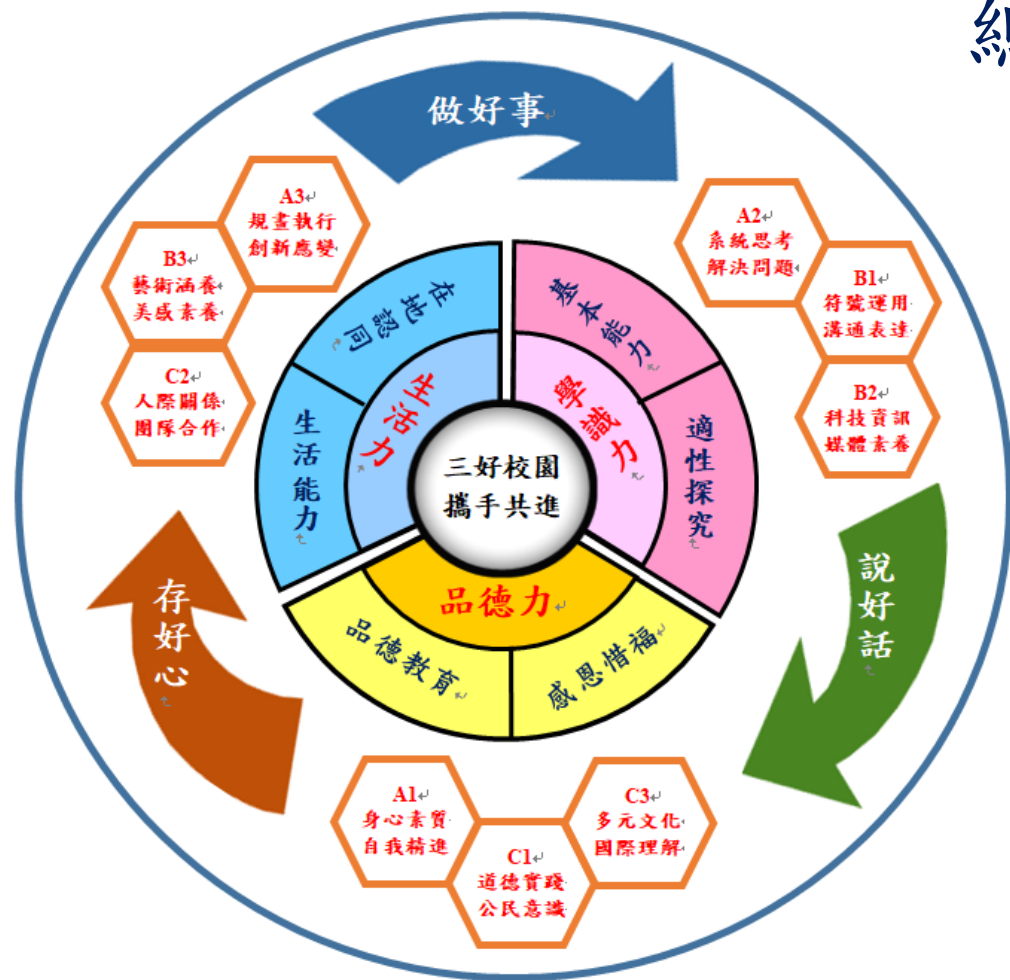 做好事
A3
規畫執行
創新應變
B3
藝術涵養
美感素養
C2
人際關係
團隊合作
A2
系統思考
解決問題
B1
符號運用
溝通表達
B2
科技資訊
媒體素養
在地認同
生活能力
生活力
基本能力
適性探究
學識力
三好校園
攜手共進
品德力
品德教育
感恩惜福
存好心
說好話
A1
身心素質
自我精進
C1
道德實踐
公民意識
C3
多元文化
國際理解